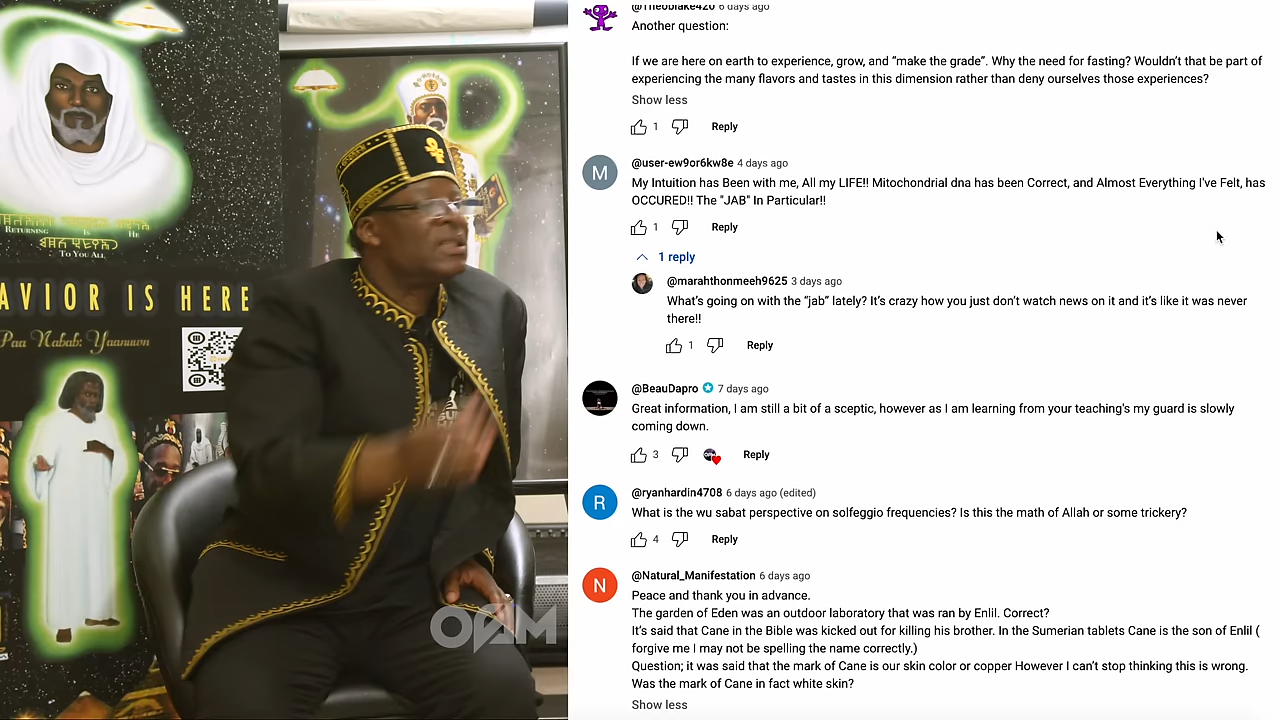 RETURNING IS HE
TO YOU ALL
AVIOR IS HERE
Paa Nabab: Yaanuwn
OAM
@Theoblake420 6 days ago
Another question:
If we are here on earth to experience, grow, and “make the grade”. Why the need for fasting? Wouldn’t that be part of
experiencing the many flavors and tastes in this dimension rather than deny ourselves those experiences?
Show less
1 Reply
M
@user-ew9or6kw8e 4 days ago
My Intuition has Been with me, All my LIFE!! Mitochondrial dna has been Correct, and Almost Everything I've Felt, has
OCCURED!! The "JAB" In Particular!!
1 Reply
1 reply
@marahthonmeeh9625 3 days ago
What’s going on with the “jab” lately? It’s crazy how you just don’t watch news on it and it’s like it was never
there!!
1 Reply
@BeauDapro 7 days ago
Great information, I am still a bit of a sceptic, however as I am learning from your teaching's my guard is slowly
coming down.
3 Reply
R
@ryanhardin4708 6 days ago (edited)
What is the wu sabat perspective on solfeggio frequencies? Is this the math of Allah or some trickery?
4 Reply
N
@Natural_Manifestation 6 days ago
Peace and thank you in advance.
The garden of Eden was an outdoor laboratory that was ran by Enlil. Correct?
It’s said that Cane in the Bible was kicked out for killing his brother. In the Sumerian tablets Cane is the son of Enlil (
forgive me I may not be spelling the name correctly.)
Question; it was said that the mark of Cane is our skin color or copper However I can’t stop thinking this is wrong.
Was the mark of Cane in fact white skin?
Show less